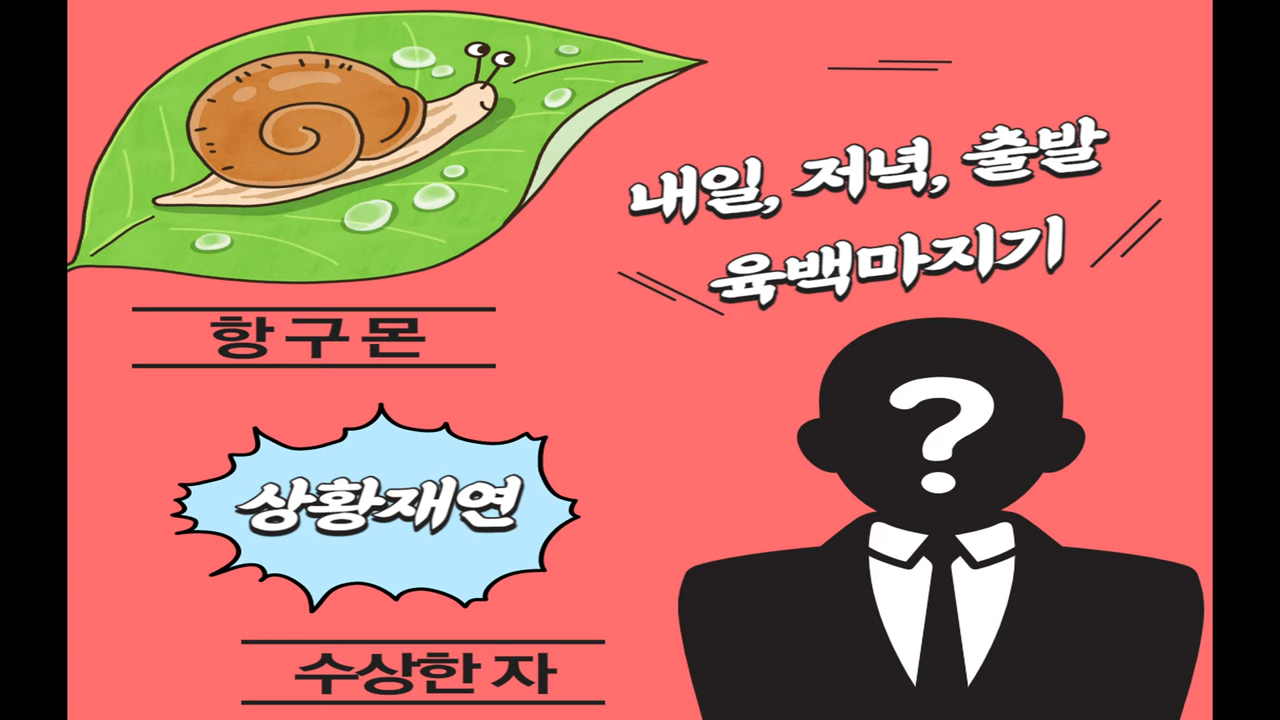 내일, 저녁, 출발
육백마지기
항구몬
상황재연
?
수상한 자